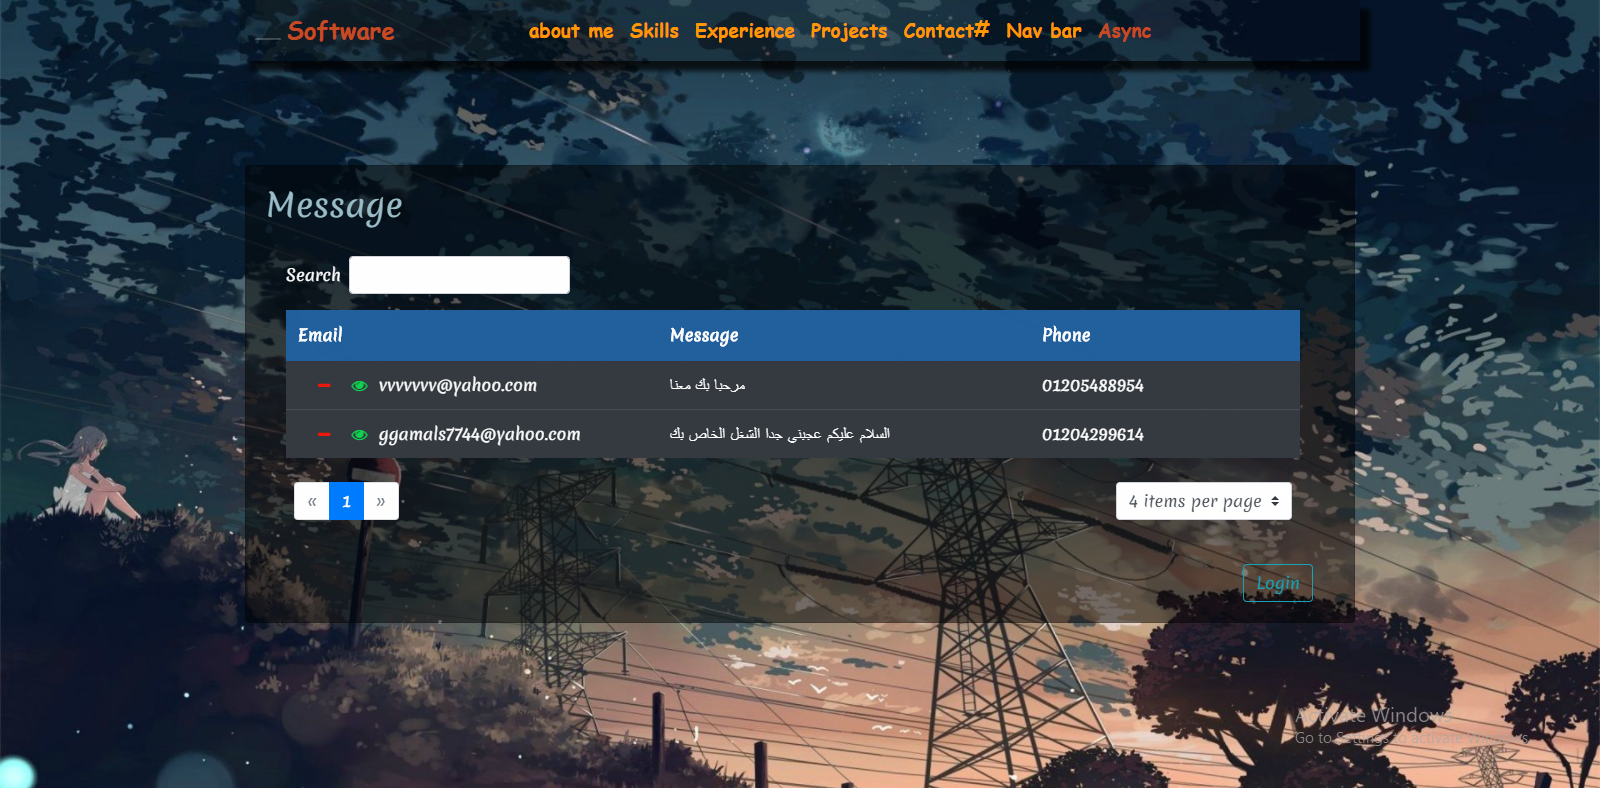 __ Software about me Skills Experience Projects Contact# Nav bar Async
Message
Search
Email Message Phone
vvvvvvv@yahoo.com مرحبا بك معنا 01205488954
ggamals7744@yahoo.com السلام عليكم عجبني جدا الشغل الخاص بك 01204299614
« 1 » 4 items per page
Login
Activate Windows
Go to Settings to activate Windows.